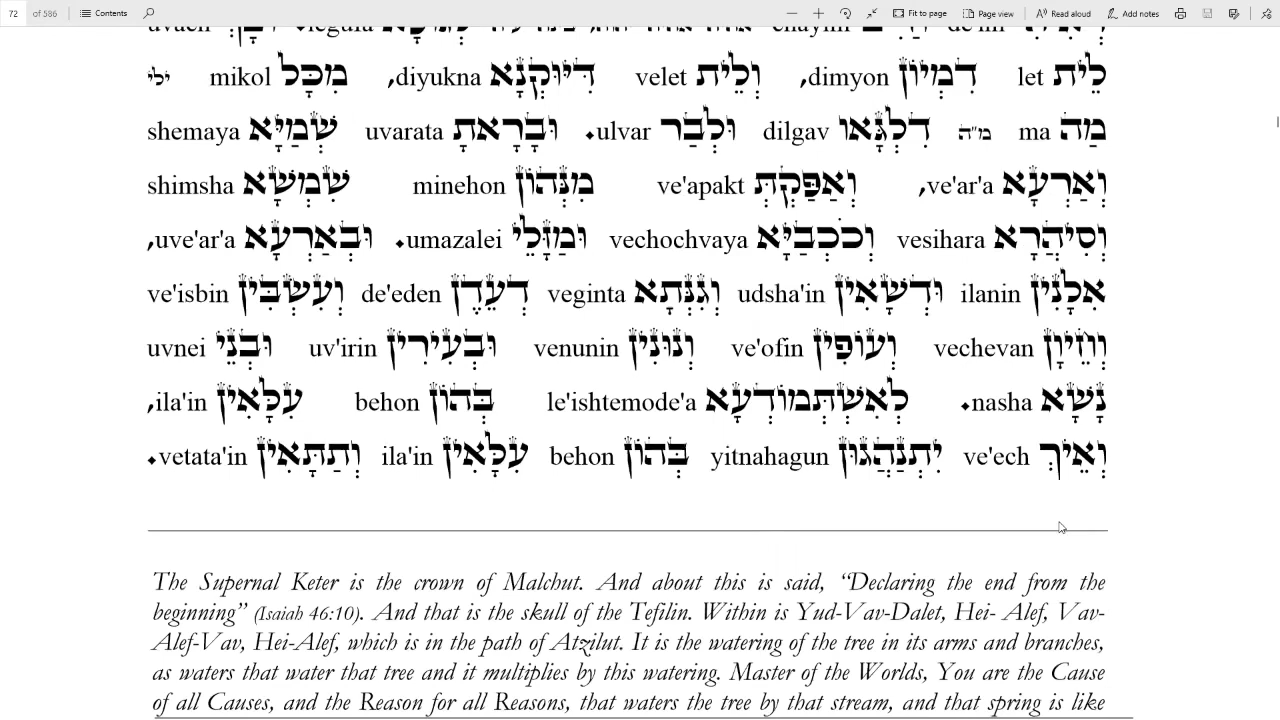 72 of 586 Contents Fit to page Page view Read aloud Add notes
לֵית let דִּמְיוֹן dimyon, וְלֵית velet דִּיּוּקְנָא diyukna, מִכָּל mikol ילי
מַה ma מ״ה דִלְגָּאו dilgav וּלְבַר ulvar. וּבָרָאתָ uvarata שְׁמַיָּא shemaya
וְאַרְעָא ve'ar'a, וְאַפַּקְתְּ ve'apakt מִנְּהוֹן minehon שִׁמְשָׁא shimsha
וְסִיהֲרָא vesihara וְכֹכְבַיָּא vechochvaya וּמַזָּלֵי umazalei. וּבְאַרְעָא uve'ar'a,
אִלָנִין ilanin וּדְשָׁאִין udsha'in וְגִנְּתָא veginta דְעֵדֶן de'eden וְעִשְׂבִּין ve'isbin
וְחֵיוָן vechevan וְעוֹפִין ve'ofin וְנוּנִין venunin וּבְעִירִין uv'irin וּבְנֵי uvnei
נָשָׁא nasha. לְאִשְׁתְּמוֹדְעָא le'ishtemode'a בְּהוֹן behon עִלָּאִין ila'in,
וְאֵיךְ ve'ech יִתְנַהֲגוּן yitnahagun בְּהוֹן behon עִלָּאִין ila'in וְתַתָּאִין vetata'in.
The Supernal Keter is the crown of Malchut. And about this is said, “Declaring the end from the
beginning” (Isaiah 46:10). And that is the skull of the Tefilin. Within is Yud-Vav-Dalet, Hei- Alef, Vav-
Alef-Vav, Hei-Alef, which is in the path of Atzilut. It is the watering of the tree in its arms and branches,
as waters that water that tree and it multiplies by this watering. Master of the Worlds, You are the Cause
of all Causes, and the Reason for all Reasons, that waters the tree by that stream, and that spring is like